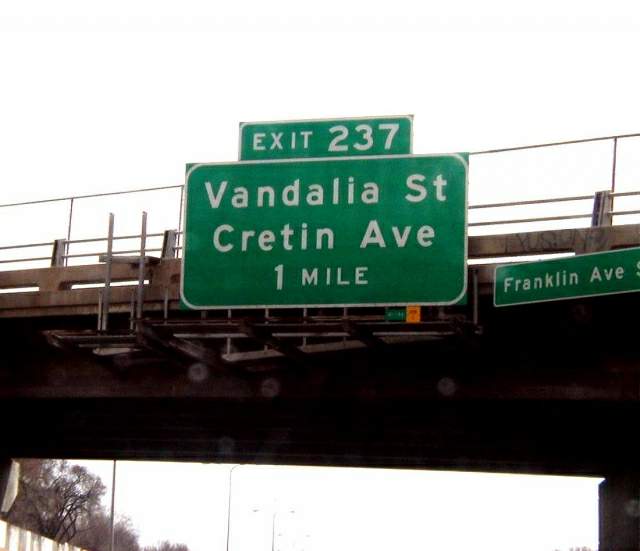 EXIT 237
Vandalia St
Cretin Ave
1 MILE
Franklin Ave S